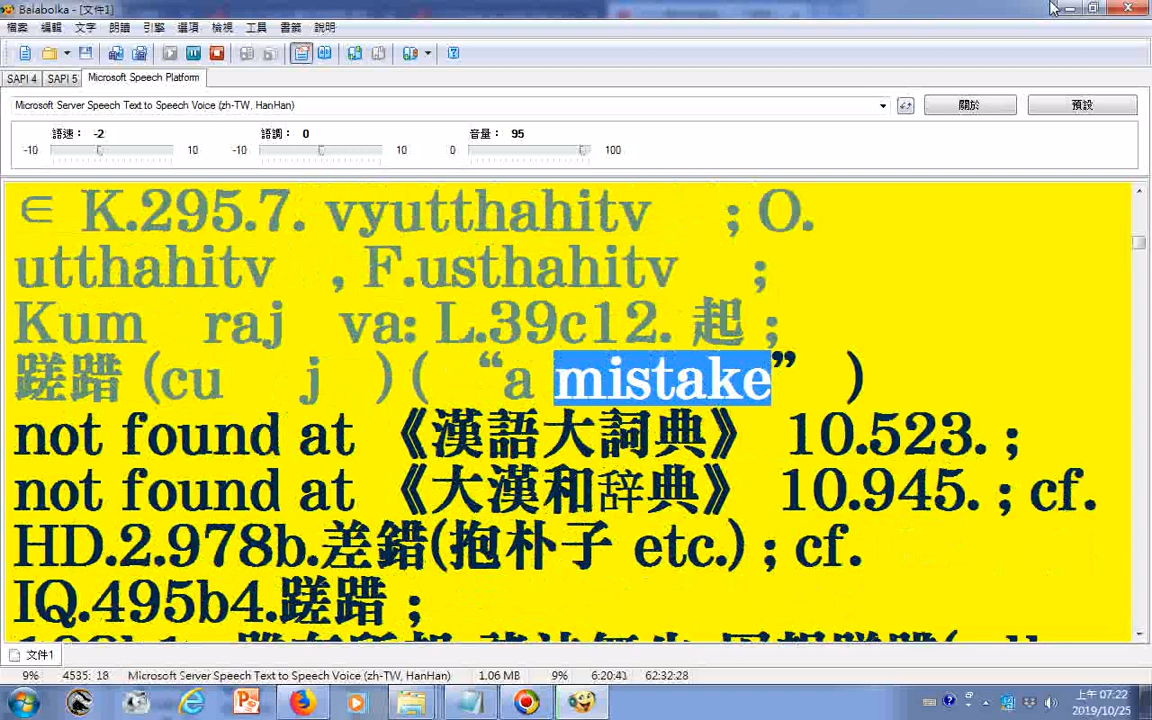 Balabolka - [文件1]
檔案 編輯 文字 朗讀 引擎 選項 檢視 工具 書籤 說明
SAPI 4 SAPI 5 Microsoft Speech Platform
Microsoft Server Speech Text to Speech Voice (zh-TW, HanHan) 關於 預設
語速： -2 語調： 0 音量： 95
-10 10 -10 10 0 100
∈ K.295.7. vyutthahitv ; O.
utthahitv , F.usthahitv ;
Kum raj va: L.39c12. 起 ;
蹉踖 (cu j )( “a mistake” )
not found at 《漢語大詞典》 10.523. ;
not found at 《大漢和辞典》 10.945. ; cf.
HD.2.978b.差錯(抱朴子 etc.) ; cf.
IQ.495b4.蹉踖 ;
文件1
9% 4535: 18 Microsoft Server Speech Text to Speech Voice (zh-TW, HanHan) 1.06 MB 9% 6:20:41 62:32:28
上午 07:22
2019/10/25